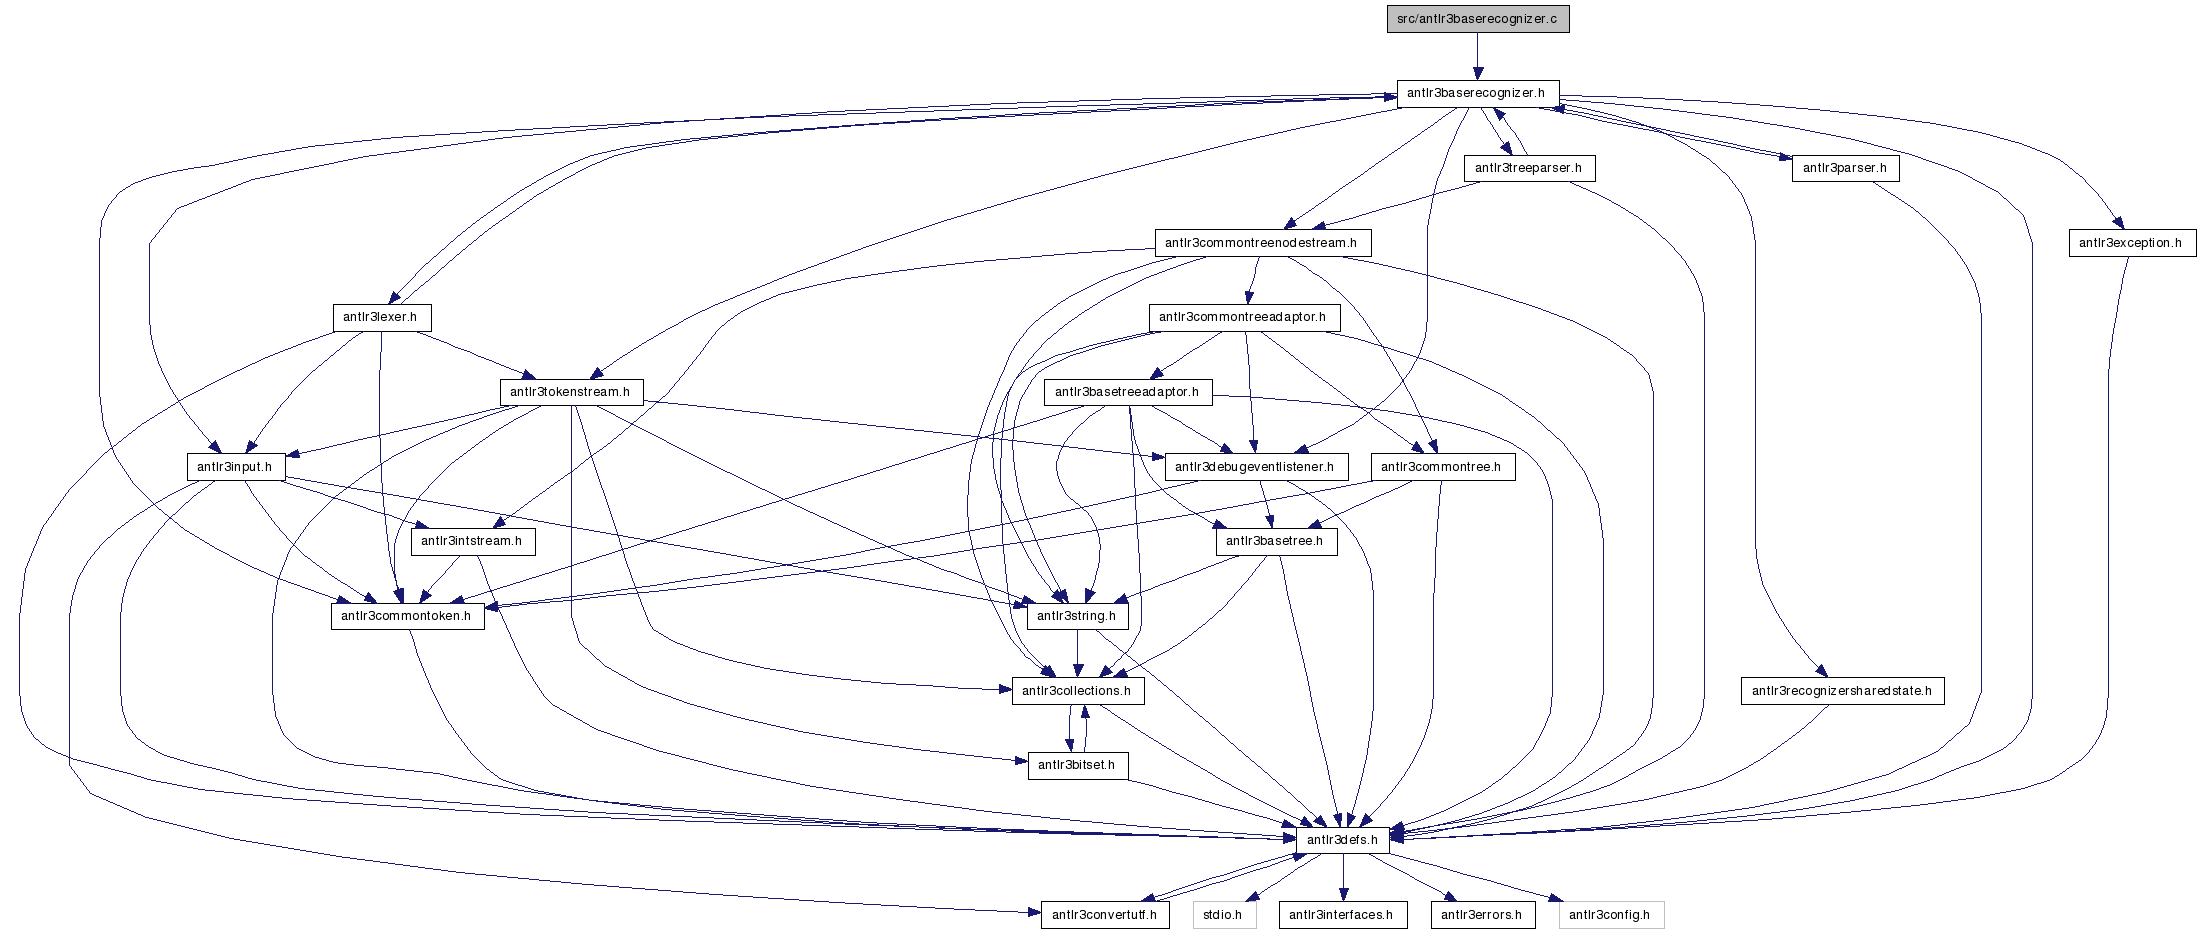 src/antlr3baserecognizer.c
antlr3baserecognizer.h
antlr3treeparser.h
antlr3parser.h
antlr3commontreenodestream.h
antlr3exception.h
antlr3lexer.h
antlr3commontreeadaptor.h
antlr3tokenstream.h
antlr3basetreeadaptor.h
antlr3input.h
antlr3debugeventlistener.h
antlr3commontree.h
antlr3intstream.h
antlr3basetree.h
antlr3commontoken.h
antlr3string.h
antlr3collections.h
antlr3recognizersharedstate.h
antlr3bitset.h
antlr3defs.h
antlr3convertutf.h
stdio.h
antlr3interfaces.h
antlr3errors.h
antlr3config.h